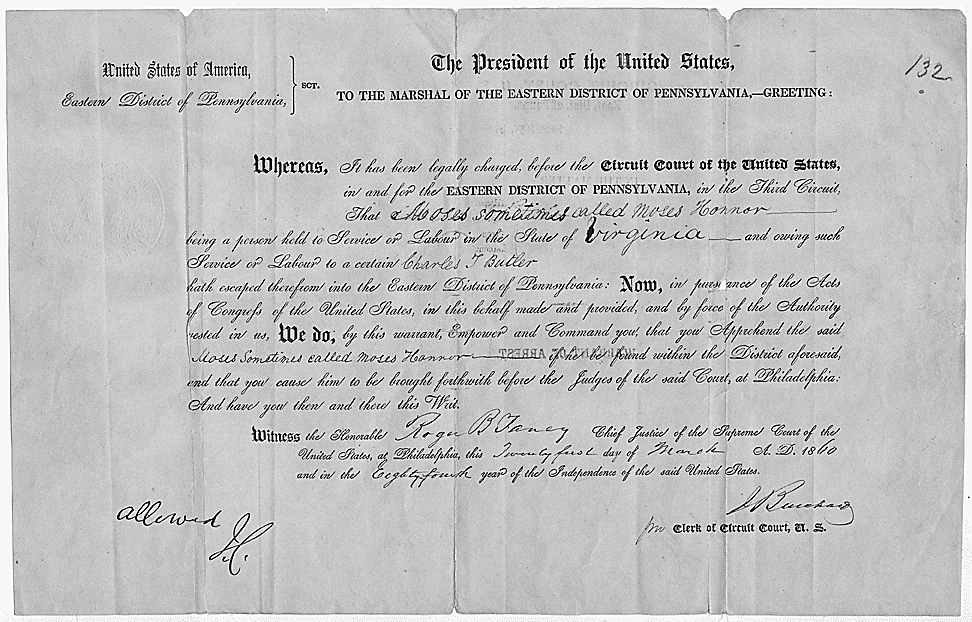 132
United States of America,
Eastern District of Pennsylvania,
SCT.
The President of the United States,
TO THE MARSHAL OF THE EASTERN DISTRICT OF PENNSYLVANIA,—GREETING:
Whereas, It has been legally charged, before the Circuit Court of the United States,
in and for the EASTERN DISTRICT OF PENNSYLVANIA, in the Third Circuit,
That Moses sometimes called Moses Honnor
being a person held to Service or Labour in the State of Virginia — and owing such
Service or Labour to a certain Charles T Butler
hath escaped therefrom into the Eastern District of Pennsylvania: Now, in pursuance of the Acts
of Congress of the United States, in this behalf made and provided, and by force of the Authority
vested in us, We do, by this warrant, Empower and Command you, that you Apprehend the said
Moses Sometimes called Moses Honnor — if he be found within the District aforesaid,
and that you cause him to be brought forthwith before the Judges of the said Court, at Philadelphia:
And have you then and there this Writ.
Witness the Honorable Roger B Taney Chief Justice of the Supreme Court of the
United States, at Philadelphia, this Twenty first day of March A. D. 1860
and in the Eighty fourth year of the Independence of the said United States.
allowed
Clerk of Circuit Court, U. S.
WARRANT OF ARREST